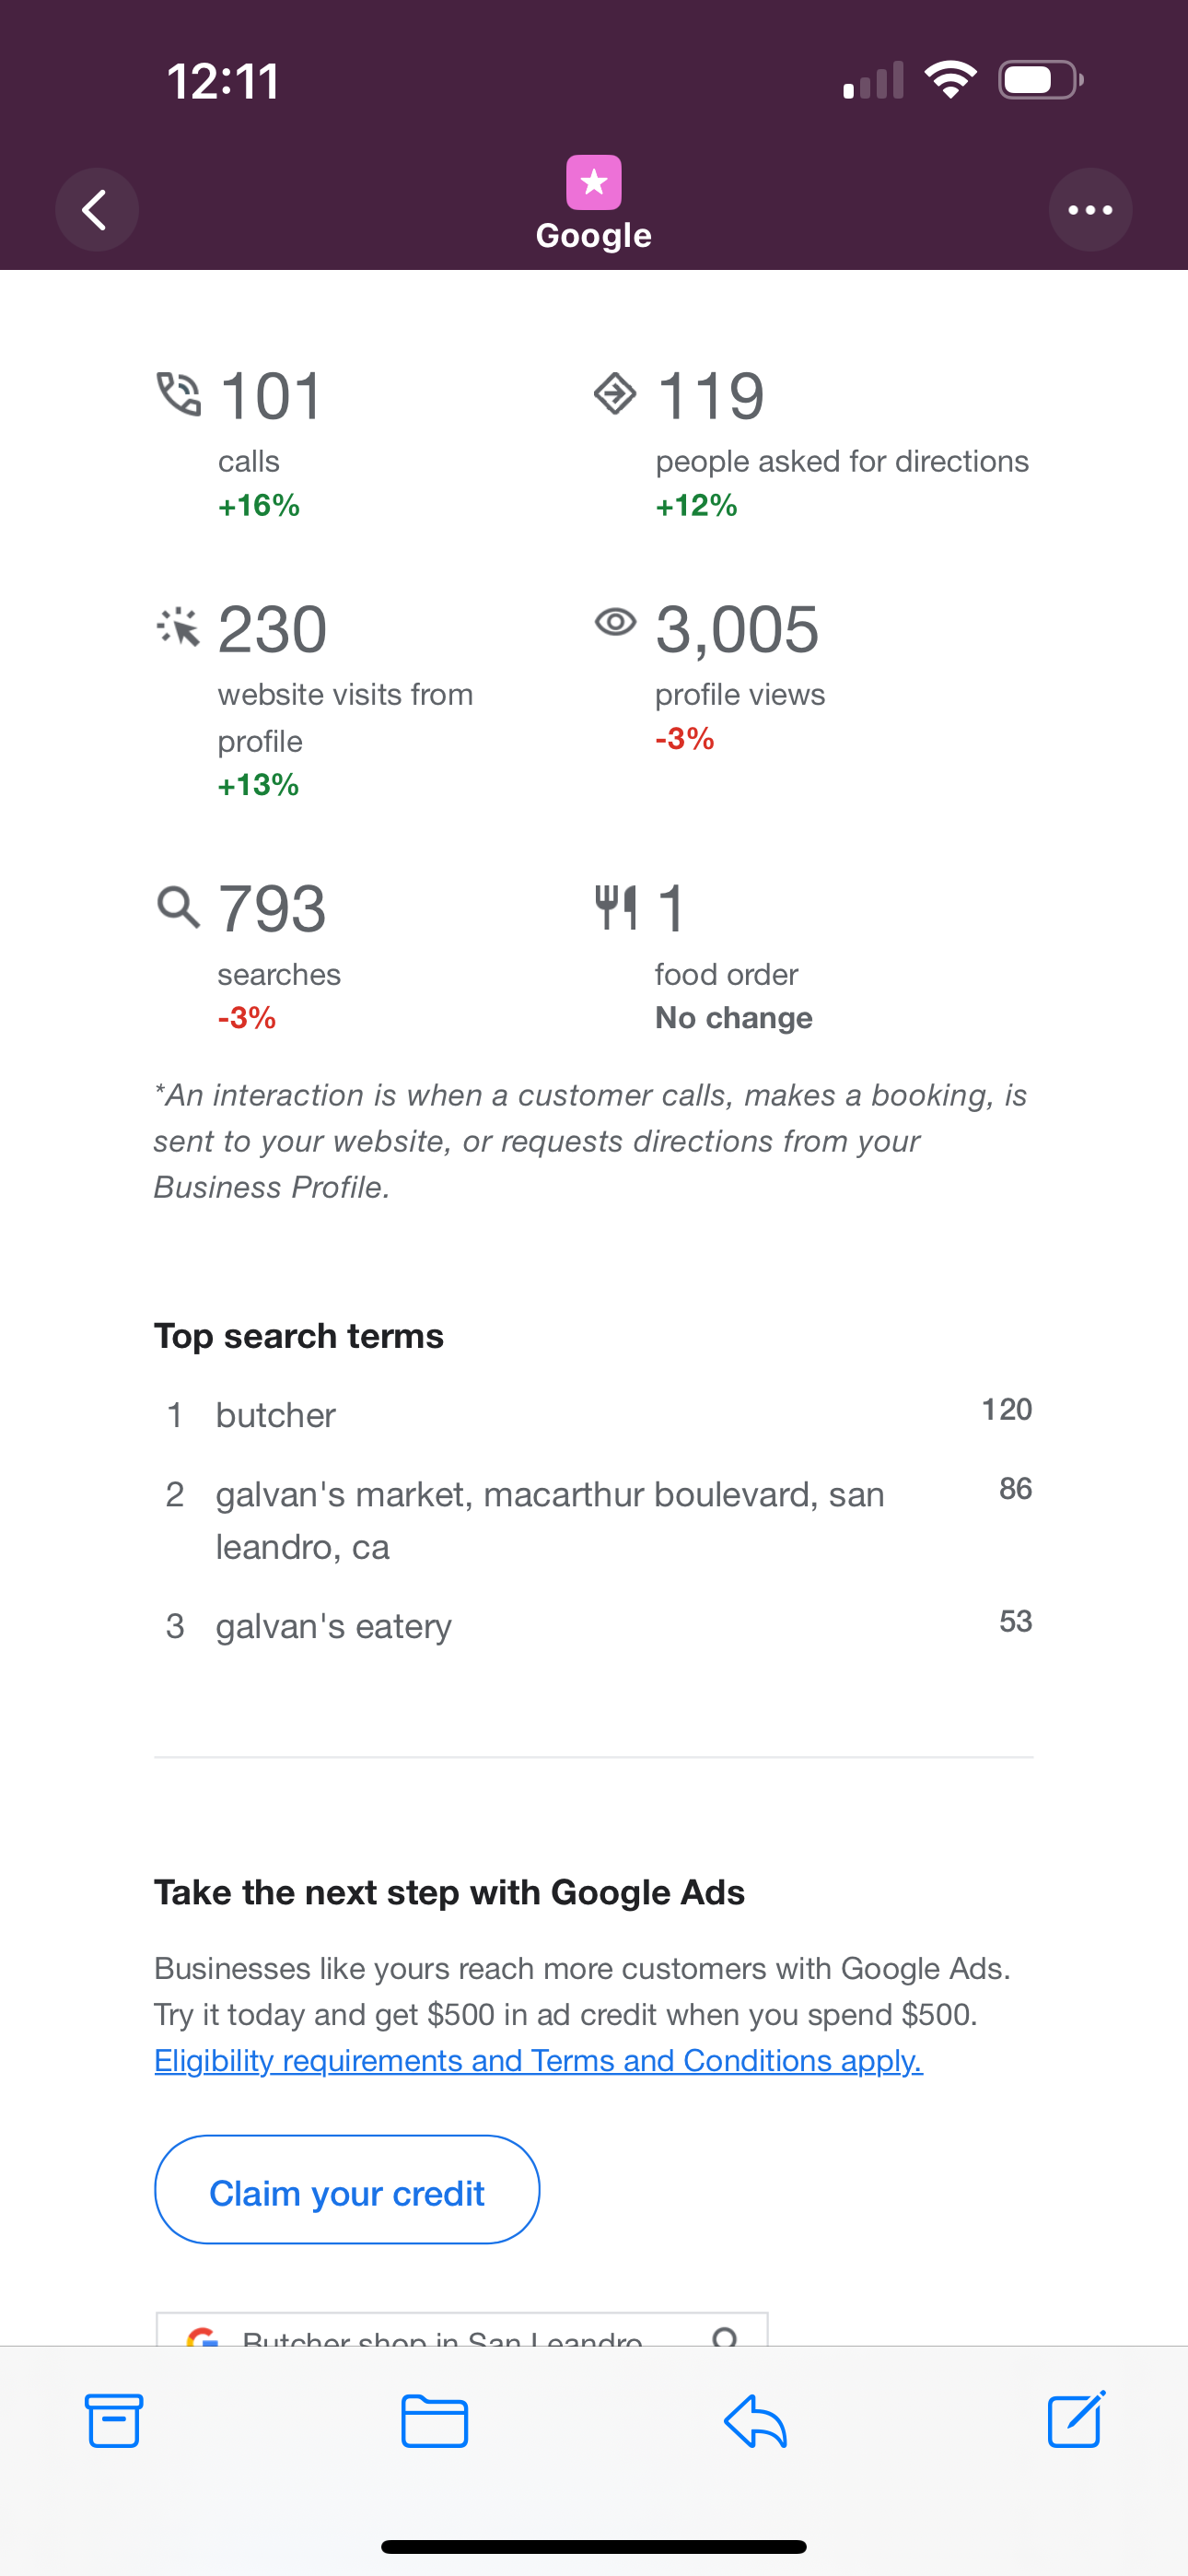 12:11
Google
101
calls
+16%
119
people asked for directions
+12%
230
website visits from
profile
+13%
3,005
profile views
-3%
793
searches
-3%
1
food order
No change
*An interaction is when a customer calls, makes a booking, is
sent to your website, or requests directions from your
Business Profile.
Top search terms
1 butcher 120
2 galvan's market, macarthur boulevard, san 86
leandro, ca
3 galvan's eatery 53
Take the next step with Google Ads
Businesses like yours reach more customers with Google Ads.
Try it today and get $500 in ad credit when you spend $500.
Eligibility requirements and Terms and Conditions apply.
Claim your credit
Butcher shop in San Leandro